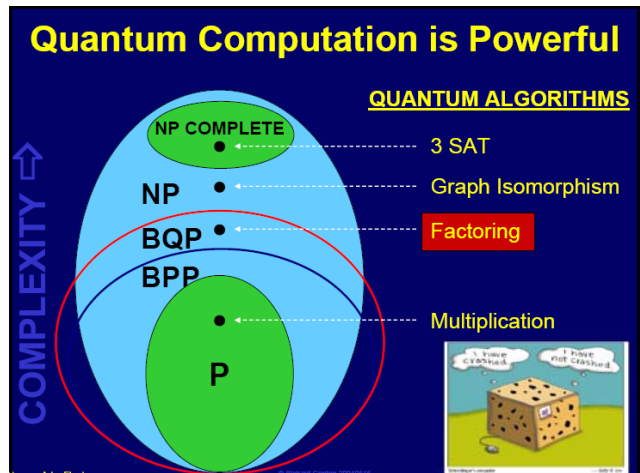 Quantum Computation is Powerful
QUANTUM ALGORITHMS
NP COMPLETE
3 SAT
NP
Graph Isomorphism
BQP
Factoring
BPP
Multiplication
P
COMPLEXITY
I have
crashed
I have
not crashed